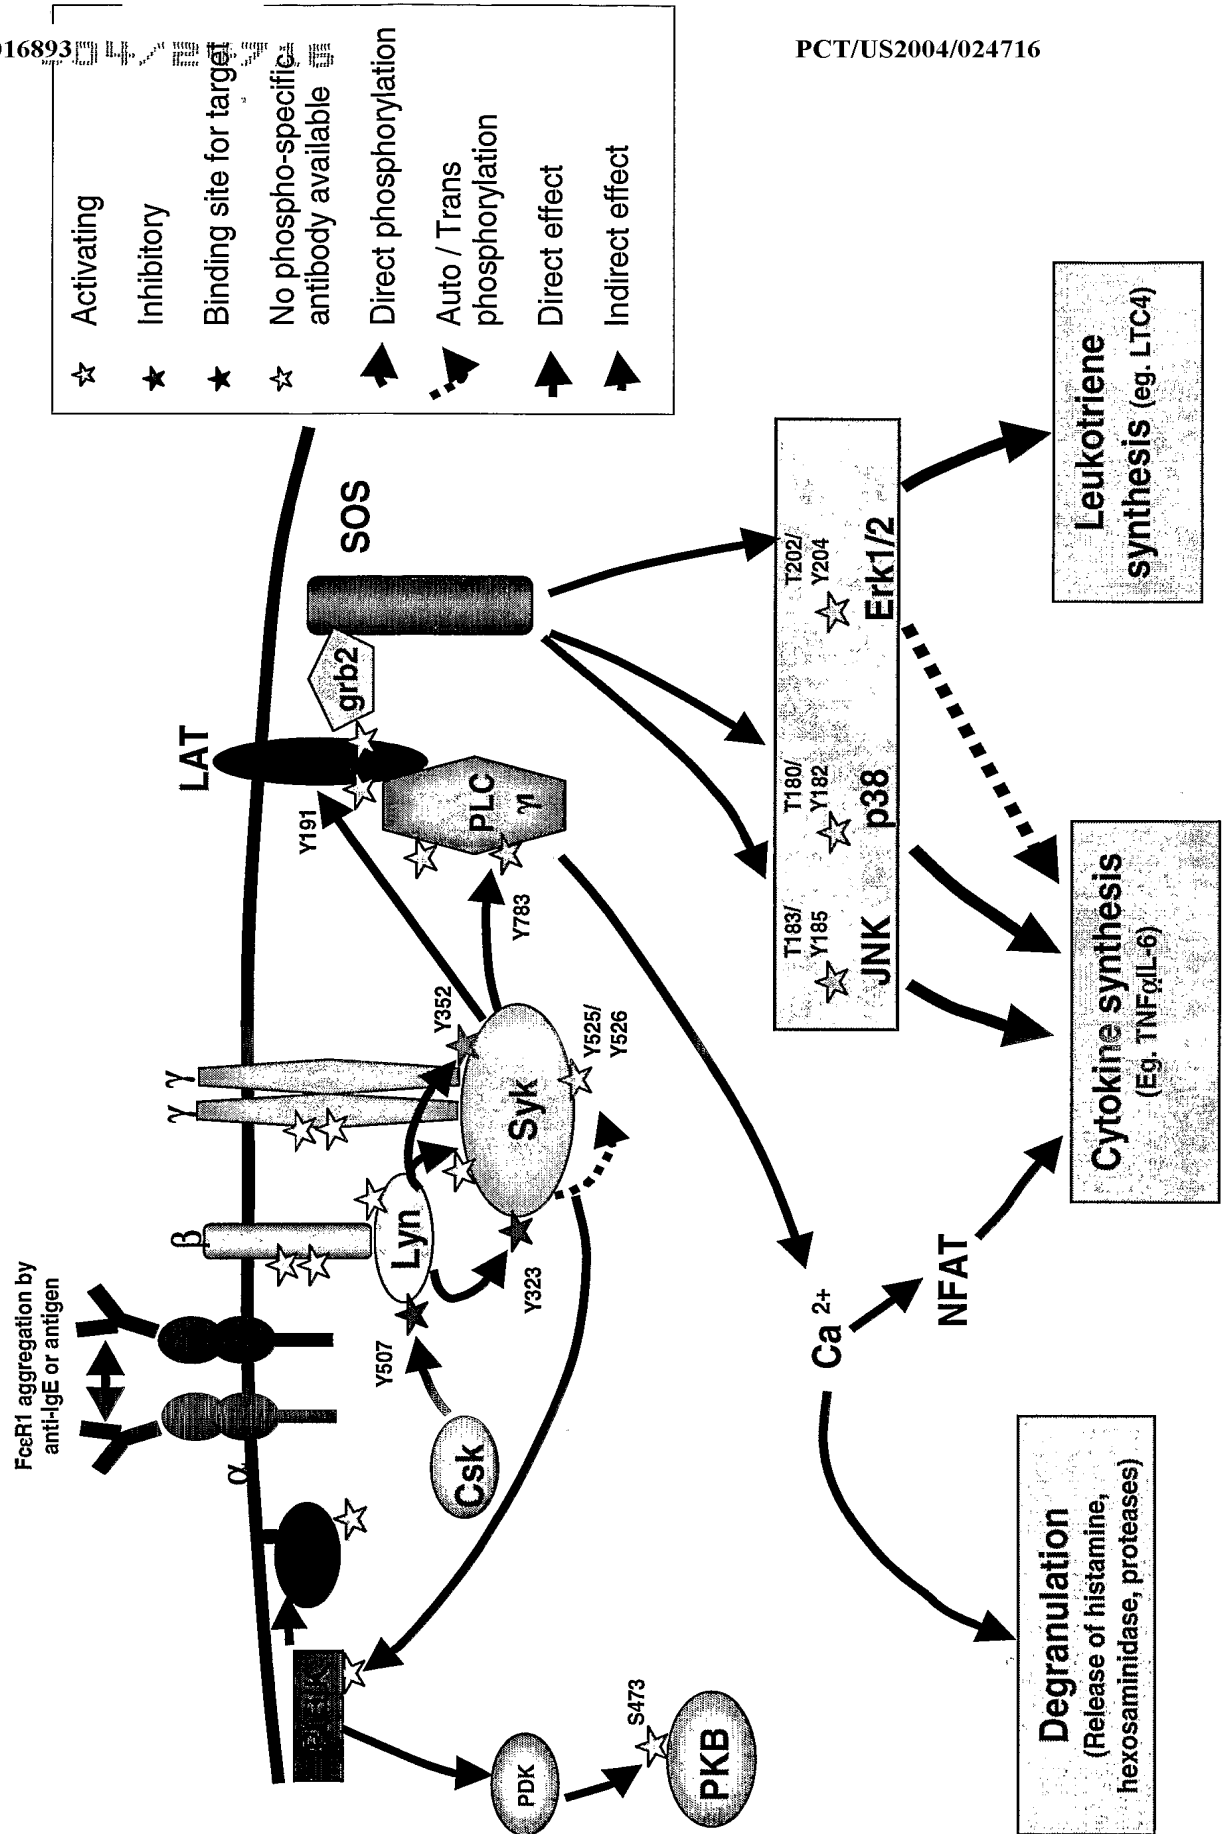 016893
PCT/US2004/024716
FcεR1 aggregation by
anti-IgE or antigen
α
β
γ
γ
LAT
Y191
grb2
SOS
Lyn
Y507
Csk
Y323
Syk
Y352
Y525/
Y526
Y783
PLC
γ1
PDK
S473
PKB
Ca 2+
NFAT
T183/
Y185
JNK
T180/
Y182
p38
T202/
Y204
Erk1/2
Degranulation
(Release of histamine,
hexosaminidase, proteases)
Cytokine synthesis
(Eg. TNFαIL-6)
Leukotriene
synthesis (eg. LTC4)
Activating
Inhibitory
Binding site for target
No phospho-specific
antibody available
Direct phosphorylation
Auto / Trans
phosphorylation
Direct effect
Indirect effect